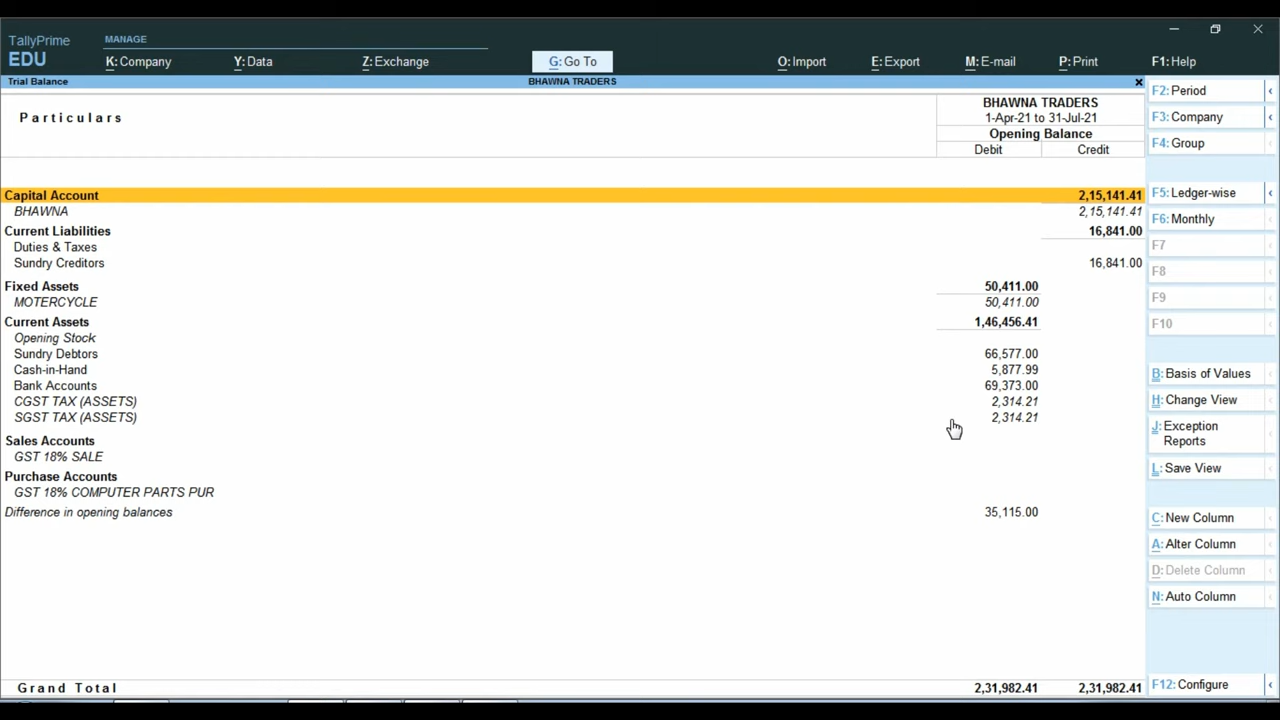 TallyPrime
EDU
MANAGE
K: Company
Y: Data
Z: Exchange
G: Go To
O: Import
E: Export
M: E-mail
P: Print
F1: Help
Trial Balance
BHAWNA TRADERS
Particulars
BHAWNA TRADERS
1-Apr-21 to 31-Jul-21
Opening Balance
Debit Credit
Capital Account 2,15,141.41
BHAWNA 2,15,141.41
Current Liabilities 16,841.00
Duties & Taxes
Sundry Creditors 16,841.00
Fixed Assets 50,411.00
MOTERCYCLE 50,411.00
Current Assets 1,46,456.41
Opening Stock
Sundry Debtors 66,577.00
Cash-in-Hand 5,877.99
Bank Accounts 69,373.00
CGST TAX (ASSETS) 2,314.21
SGST TAX (ASSETS) 2,314.21
Sales Accounts
GST 18% SALE
Purchase Accounts
GST 18% COMPUTER PARTS PUR
Difference in opening balances 35,115.00
Grand Total 2,31,982.41 2,31,982.41
F2: Period
F3: Company
F4: Group
F5: Ledger-wise
F6: Monthly
F7
F8
F9
F10
B: Basis of Values
H: Change View
J: Exception
Reports
L: Save View
C: New Column
A: Alter Column
D: Delete Column
N: Auto Column
F12: Configure